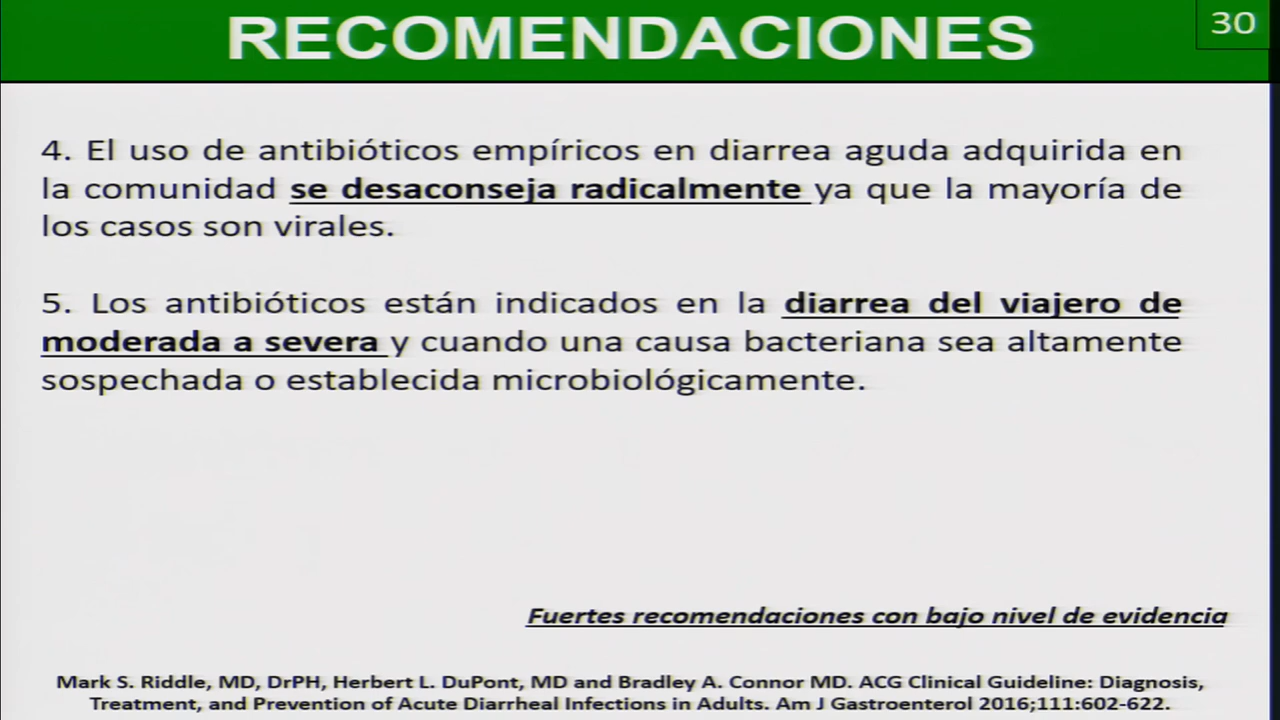 RECOMENDACIONES
30
4. El uso de antibióticos empíricos en diarrea aguda adquirida en
la comunidad se desaconseja radicalmente ya que la mayoría de
los casos son virales.
5. Los antibióticos están indicados en la diarrea del viajero de
moderada a severa y cuando una causa bacteriana sea altamente
sospechada o establecida microbiológicamente.
Fuertes recomendaciones con bajo nivel de evidencia
Mark S. Riddle, MD, DrPH, Herbert L. DuPont, MD and Bradley A. Connor MD. ACG Clinical Guideline: Diagnosis,
Treatment, and Prevention of Acute Diarrheal Infections in Adults. Am J Gastroenterol 2016;111:602-622.